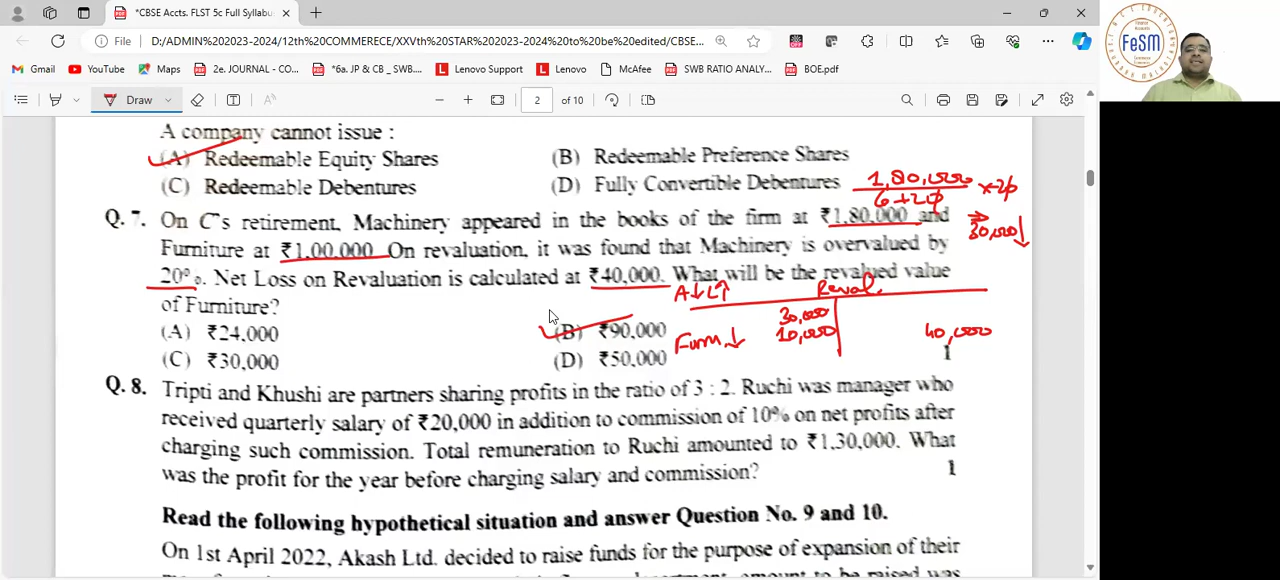 *CBSE Accts. FLST 5c Full Syllabu
File D:/ADMIN%202023-2024/12th%20COMMERECE/XXVth%20STAR%202023-2024%20to%20be%20edited/CBSE...
Gmail YouTube Maps 2e. JOURNAL - CO... *6a. JP & CB _ SWB.... Lenovo Support Lenovo McAfee SWB RATIO ANALY... BOE.pdf
Draw 2 of 10
FeSM
A company cannot issue :
(A) Redeemable Equity Shares (B) Redeemable Preference Shares
(C) Redeemable Debentures (D) Fully Convertible Debentures
1,80,000 ×20
Q. 7. On C's retirement, Machinery appeared in the books of the firm at ₹1,80,000 and
30,000↓
Furniture at ₹1,00,000 On revaluation, it was found that Machinery is overvalued by
20%. Net Loss on Revaluation is calculated at ₹40,000. What will be the revalued value
of Furniture?
A↓L↑ Reval.
30,000
(A) ₹24,000 (B) ₹90,000
Furn ↓ 10,000 40,000
(C) ₹30,000 (D) ₹50,000 1
Q. 8. Tripti and Khushi are partners sharing profits in the ratio of 3 : 2. Ruchi was manager who
received quarterly salary of ₹20,000 in addition to commission of 10% on net profits after
charging such commission. Total remuneration to Ruchi amounted to ₹1,30,000. What
was the profit for the year before charging salary and commission? 1
Read the following hypothetical situation and answer Question No. 9 and 10.
On 1st April 2022, Akash Ltd. decided to raise funds for the purpose of expansion of their
amount to be raised was